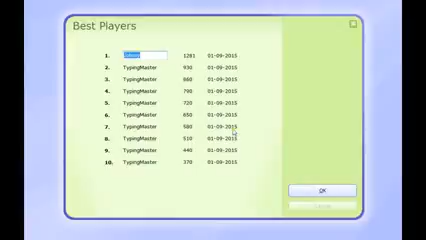 Best Players
1. 1281 01-09-2015
2. TypingMaster 930 01-09-2015
3. TypingMaster 860 01-09-2015
4. TypingMaster 790 01-09-2015
5. TypingMaster 720 01-09-2015
6. TypingMaster 650 01-09-2015
7. TypingMaster 580 01-09-2015
8. TypingMaster 510 01-09-2015
9. TypingMaster 440 01-09-2015
10. TypingMaster 370 01-09-2015
OK